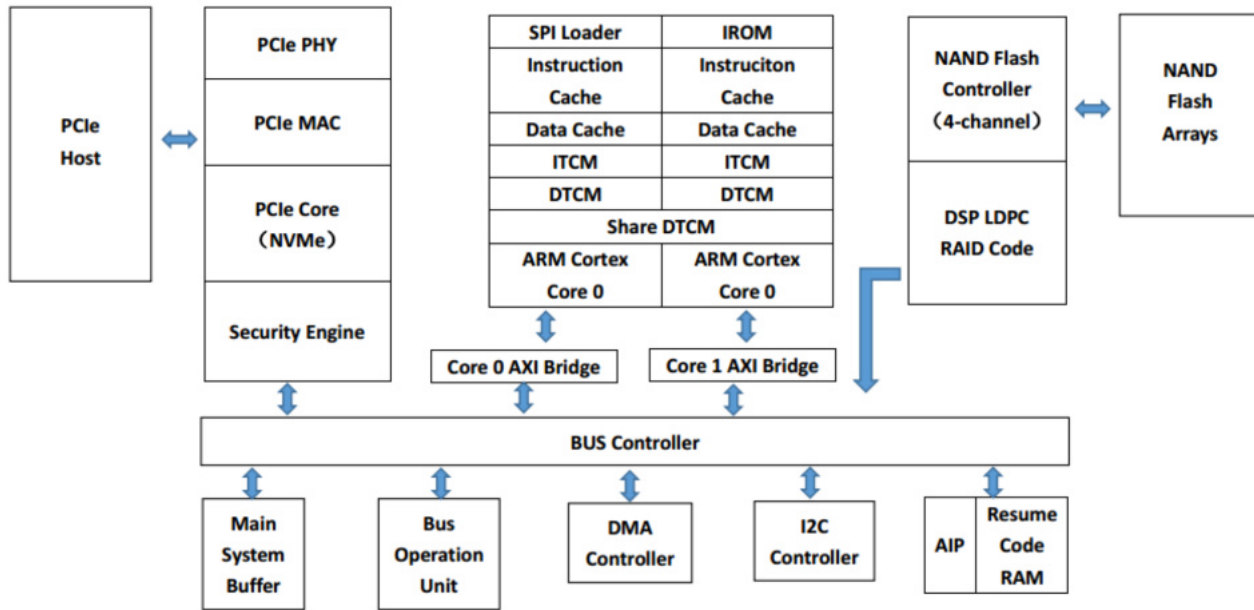 PCIe
Host
PCIe PHY
PCIe MAC
PCIe Core
（NVMe）
Security Engine
SPI Loader
IROM
Instruction
Cache
Instruciton
Cache
Data Cache
Data Cache
ITCM
ITCM
DTCM
DTCM
Share DTCM
ARM Cortex
Core 0
ARM Cortex
Core 0
Core 0 AXI Bridge
Core 1 AXI Bridge
NAND Flash
Controller
（4-channel）
DSP LDPC
RAID Code
NAND
Flash
Arrays
BUS Controller
Main
System
Buffer
Bus
Operation
Unit
DMA
Controller
I2C
Controller
AIP
Resume
Code
RAM